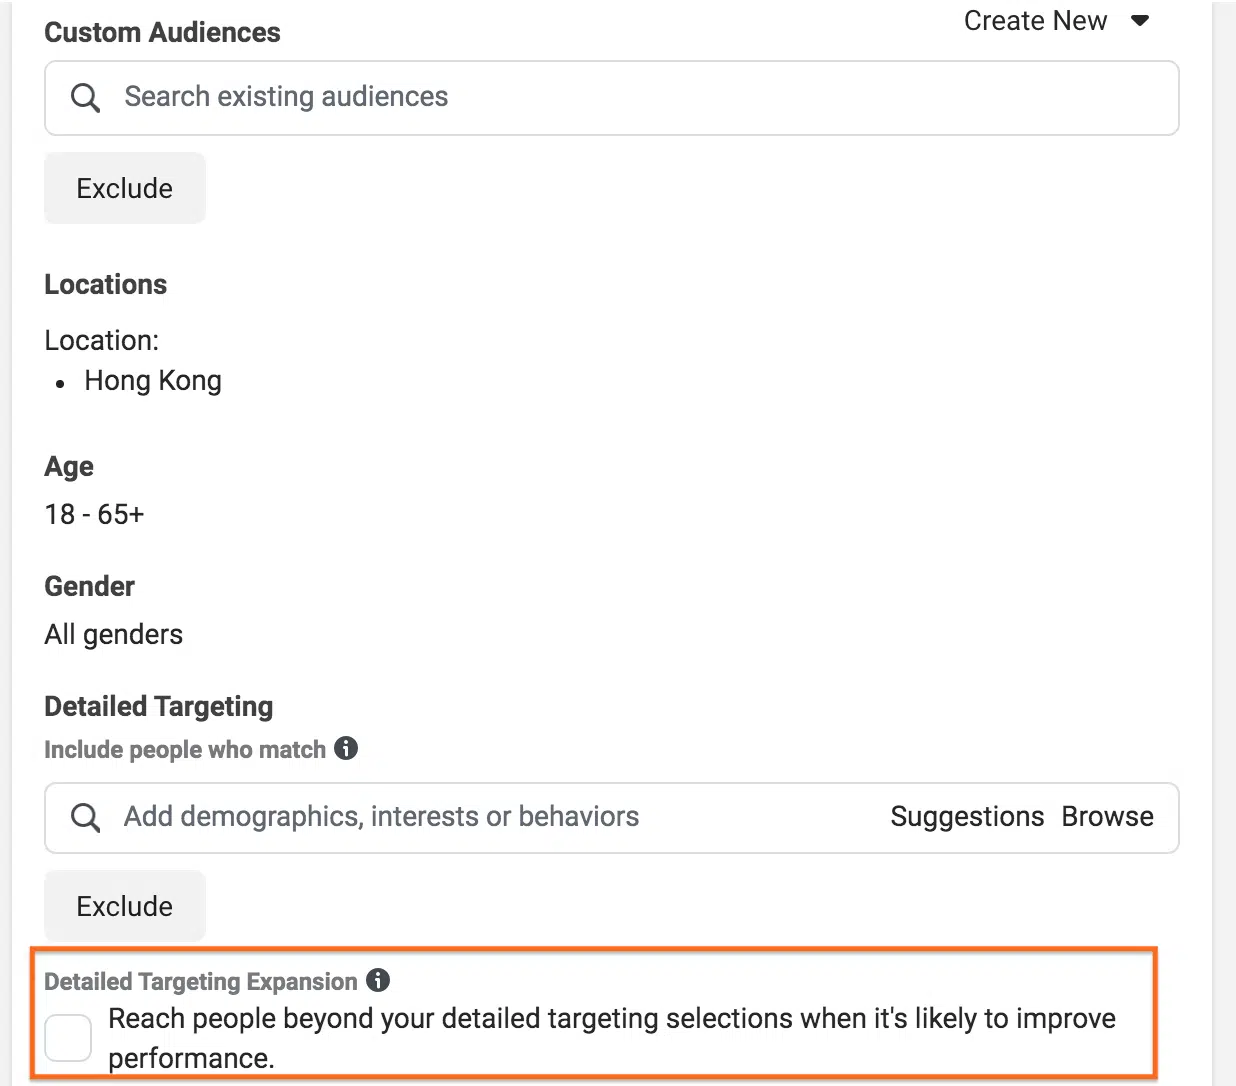 Custom Audiences
Create New
Search existing audiences
Exclude
Locations
Location:
• Hong Kong
Age
18 - 65+
Gender
All genders
Detailed Targeting
Include people who match
Add demographics, interests or behaviors Suggestions Browse
Exclude
Detailed Targeting Expansion
Reach people beyond your detailed targeting selections when it's likely to improve
performance.